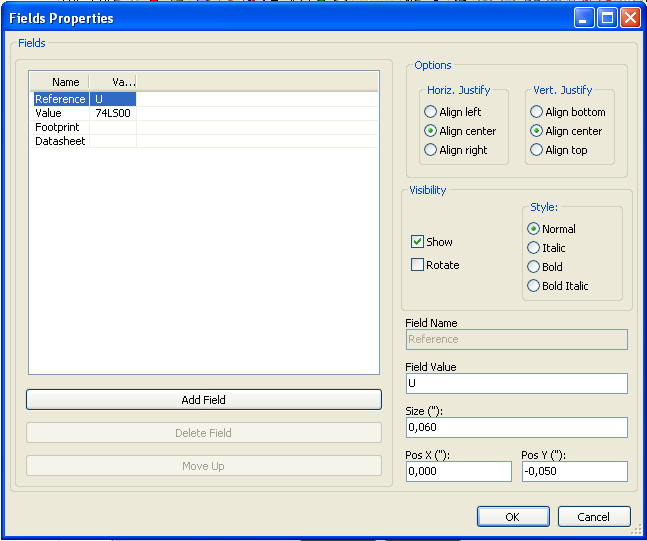 Fields Properties
Fields
Name Va...
Reference U
Value 74LS00
Footprint
Datasheet
Add Field
Delete Field
Move Up
Options
Horiz. Justify
Align left
Align center
Align right
Vert. Justify
Align bottom
Align center
Align top
Visibility
Show
Rotate
Style:
Normal
Italic
Bold
Bold Italic
Field Name
Reference
Field Value
U
Size ("):
0,060
Pos X ("): Pos Y ("):
0,000 -0,050
OK Cancel